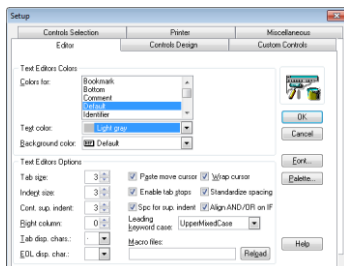 Setup
Controls Selection Printer Miscellaneous
Editor Controls Design Custom Controls
Text Editors Colors
Colors for: Bookmark
Bottom
Comment
Default
Identifier
Text color: Light gray
Background color: Default
OK
Cancel
Font...
Palette...
Help
Text Editors Options
Tab size: 3 Paste move cursor Wrap cursor
Indent size: 3 Enable tab stops Standardize spacing
Cont. sup. indent: 3 Spc for sup. indent Align AND/OR on IF
Right column: 0 Leading keyword case: UpperMixedCase
Tab disp. chars.: .
EOL disp. char.: Macro files: Reload